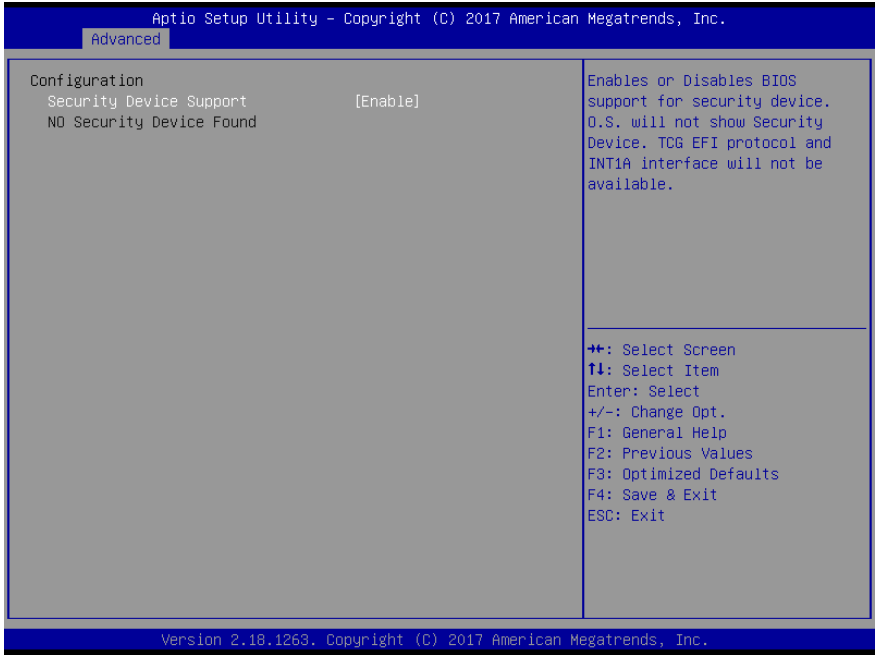 Aptio Setup Utility – Copyright (C) 2017 American Megatrends, Inc.
Advanced
Configuration
Security Device Support [Enable]
NO Security Device Found
Enables or Disables BIOS
support for security device.
O.S. will not show Security
Device. TCG EFI protocol and
INT1A interface will not be
available.
→←: Select Screen
↑↓: Select Item
Enter: Select
+/-: Change Opt.
F1: General Help
F2: Previous Values
F3: Optimized Defaults
F4: Save & Exit
ESC: Exit
Version 2.18.1263. Copyright (C) 2017 American Megatrends, Inc.